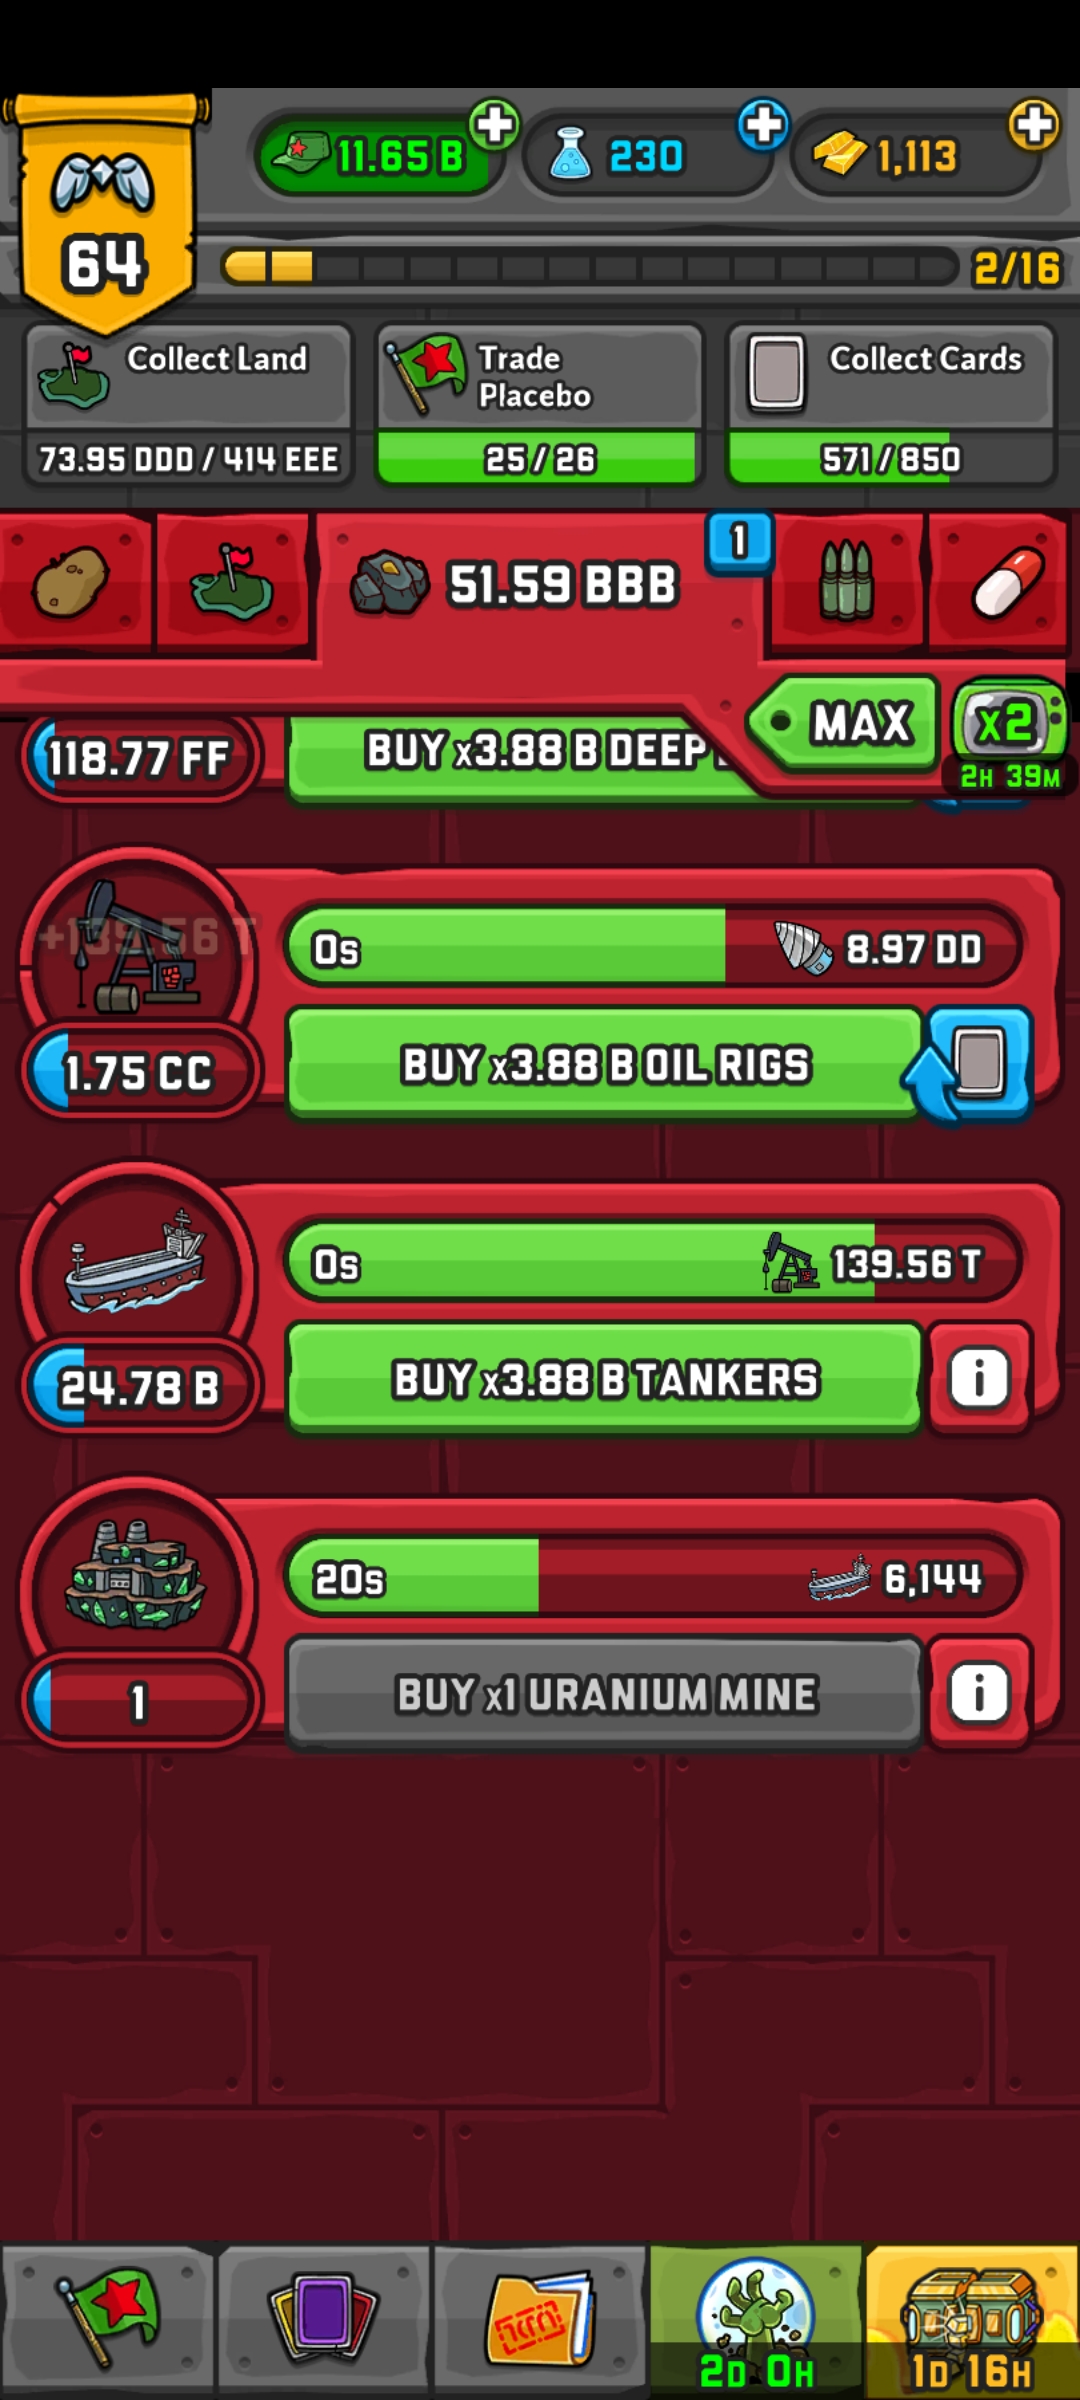 11.65 B
230
1,113
64
2/16
Collect Land
73.95 DDD / 414 EEE
Trade
Placebo
25 / 26
Collect Cards
571 / 850
51.59 BBB
1
MAX
x2
2H 39M
118.77 FF
BUY x3.88 B DEEP
+139.56 T
0s
8.97 DD
1.75 CC
BUY x3.88 B OIL RIGS
0s
139.56 T
24.78 B
BUY x3.88 B TANKERS
i
20s
6,144
1
BUY x1 URANIUM MINE
i
2D 0H
1D 16H